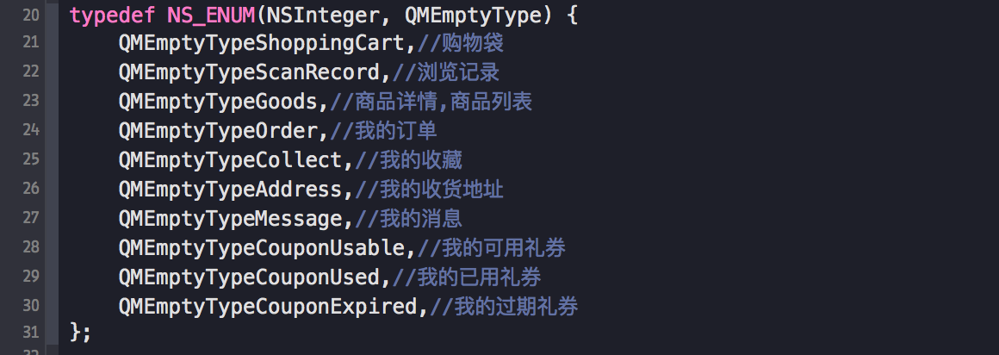 20 typedef NS_ENUM(NSInteger, QMEmptyType) {
21 QMEmptyTypeShoppingCart,//购物袋
22 QMEmptyTypeScanRecord,//浏览记录
23 QMEmptyTypeGoods,//商品详情,商品列表
24 QMEmptyTypeOrder,//我的订单
25 QMEmptyTypeCollect,//我的收藏
26 QMEmptyTypeAddress,//我的收货地址
27 QMEmptyTypeMessage,//我的消息
28 QMEmptyTypeCouponUsable,//我的可用礼券
29 QMEmptyTypeCouponUsed,//我的已用礼券
30 QMEmptyTypeCouponExpired,//我的过期礼券
31 };